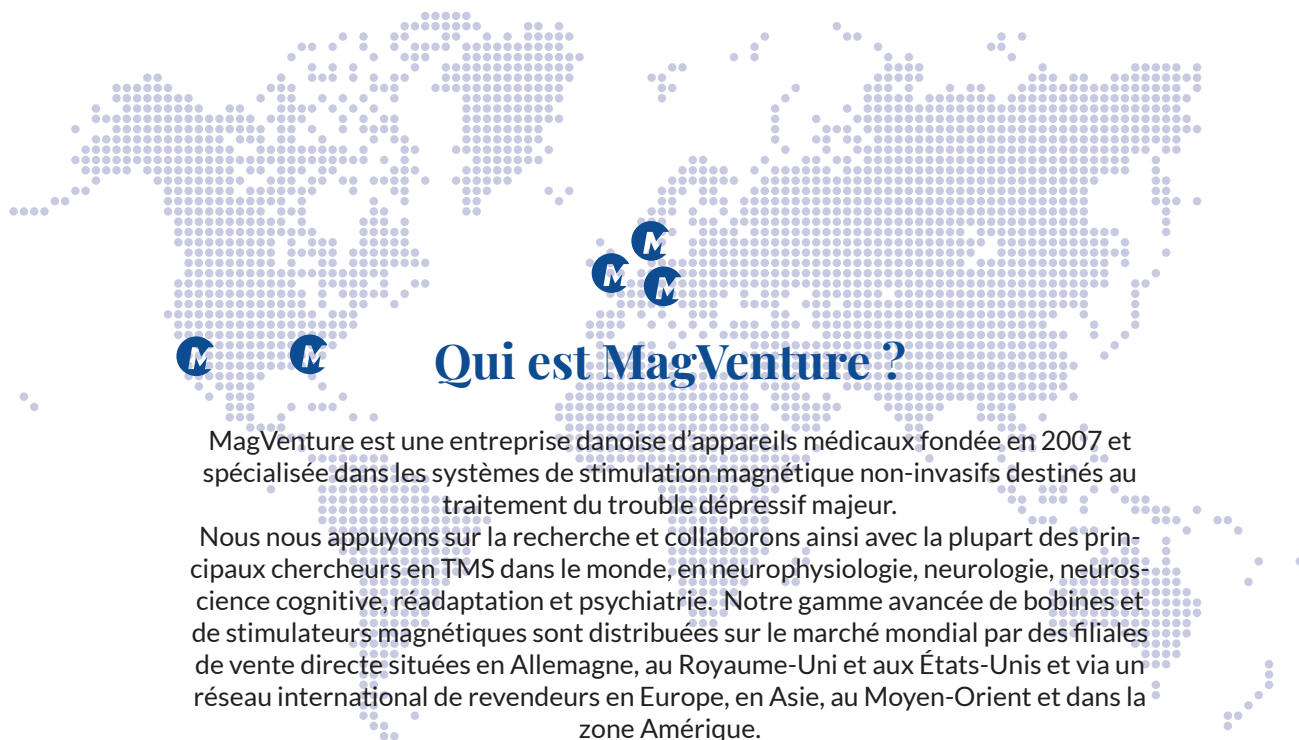 M
M
M
M
M
Qui est MagVenture ?
MagVenture est une entreprise danoise d'appareils médicaux fondée en 2007 et
spécialisée dans les systèmes de stimulation magnétique non-invasifs destinés au
traitement du trouble dépressif majeur.
Nous nous appuyons sur la recherche et collaborons ainsi avec la plupart des prin-
cipaux chercheurs en TMS dans le monde, en neurophysiologie, neurologie, neuros-
cience cognitive, réadaptation et psychiatrie.  Notre gamme avancée de bobines et
de stimulateurs magnétiques sont distribuées sur le marché mondial par des filiales
de vente directe situées en Allemagne, au Royaume-Uni et aux États-Unis et via un
réseau international de revendeurs en Europe, en Asie, au Moyen-Orient et dans la
zone Amérique.